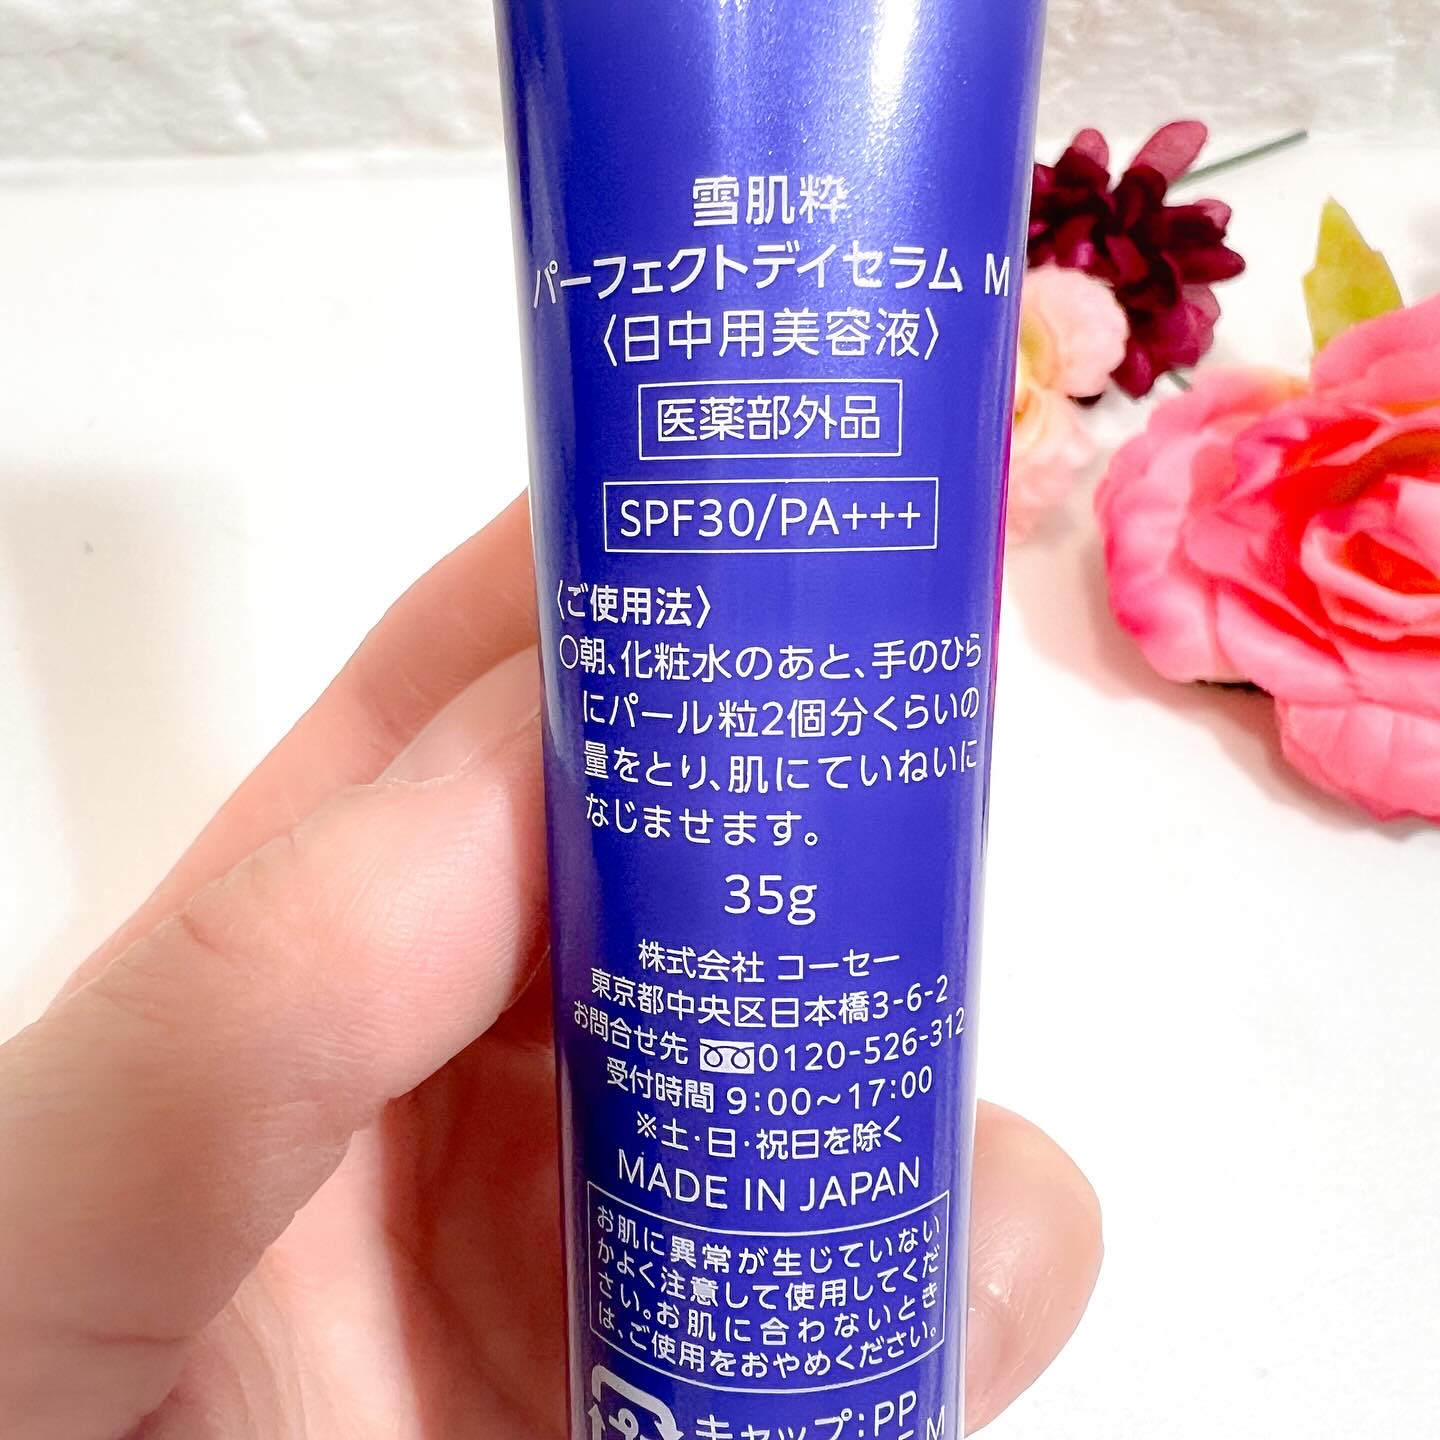 雪肌粋
パーフェクトデイセラム M
〈日中用美容液〉
医薬部外品
SPF30/PA+++
〈ご使用法〉
○朝、化粧水のあと、手のひら
にパール粒2個分くらいの
量をとり、肌にていねいに
なじませます。
35g
株式会社 コーセー
東京都中央区日本橋3-6-2
お問合せ先 0120-526-312
受付時間 9:00～17:00
※土・日・祝日を除く
MADE IN JAPAN
お肌に異常が生じていない
かよく注意して使用してくだ
さい。お肌に合わないとき
は、ご使用をおやめください。
キャップ:PP
M